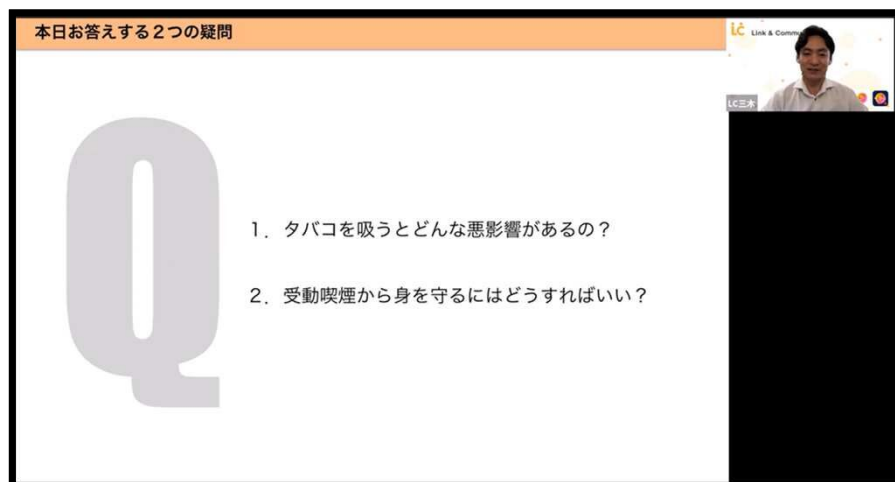 本日お答えする２つの疑問
LC Link & Commu
LC三木
Q
１．タバコを吸うとどんな悪影響があるの？
２．受動喫煙から身を守るにはどうすればいい？